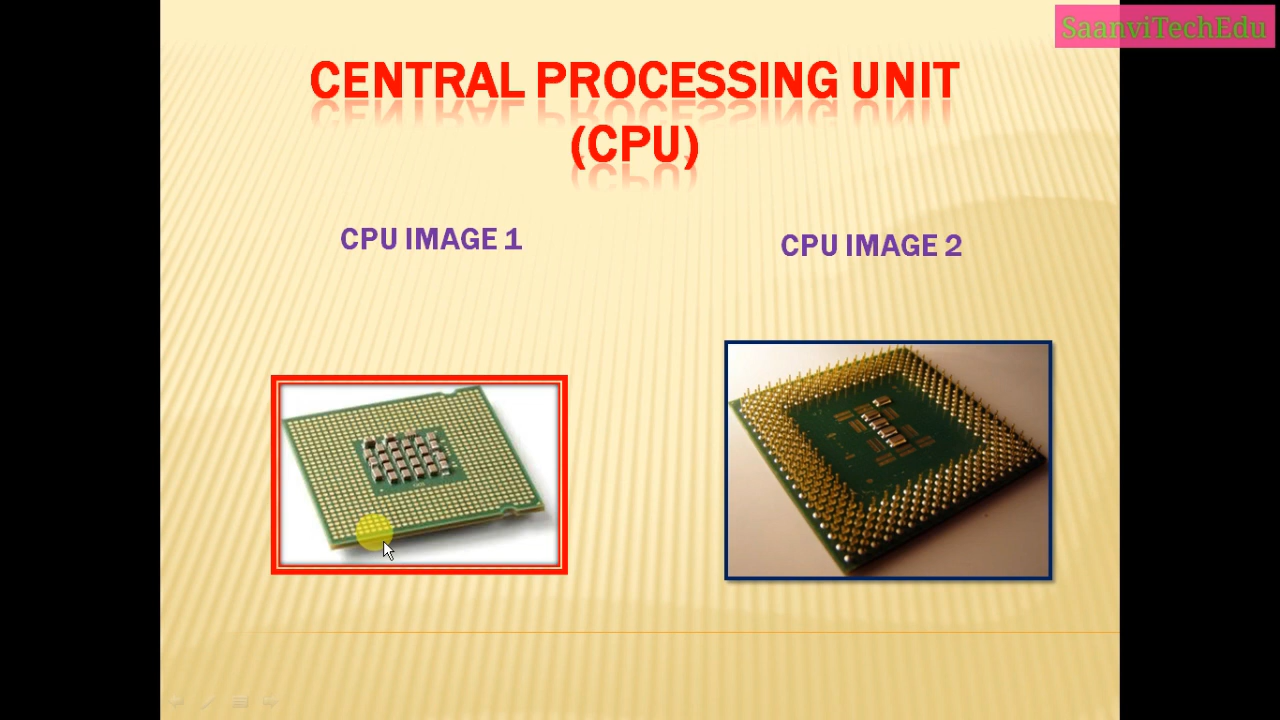 SaanviTechEdu
CENTRAL PROCESSING UNIT
(CPU)
CPU IMAGE 1
CPU IMAGE 2